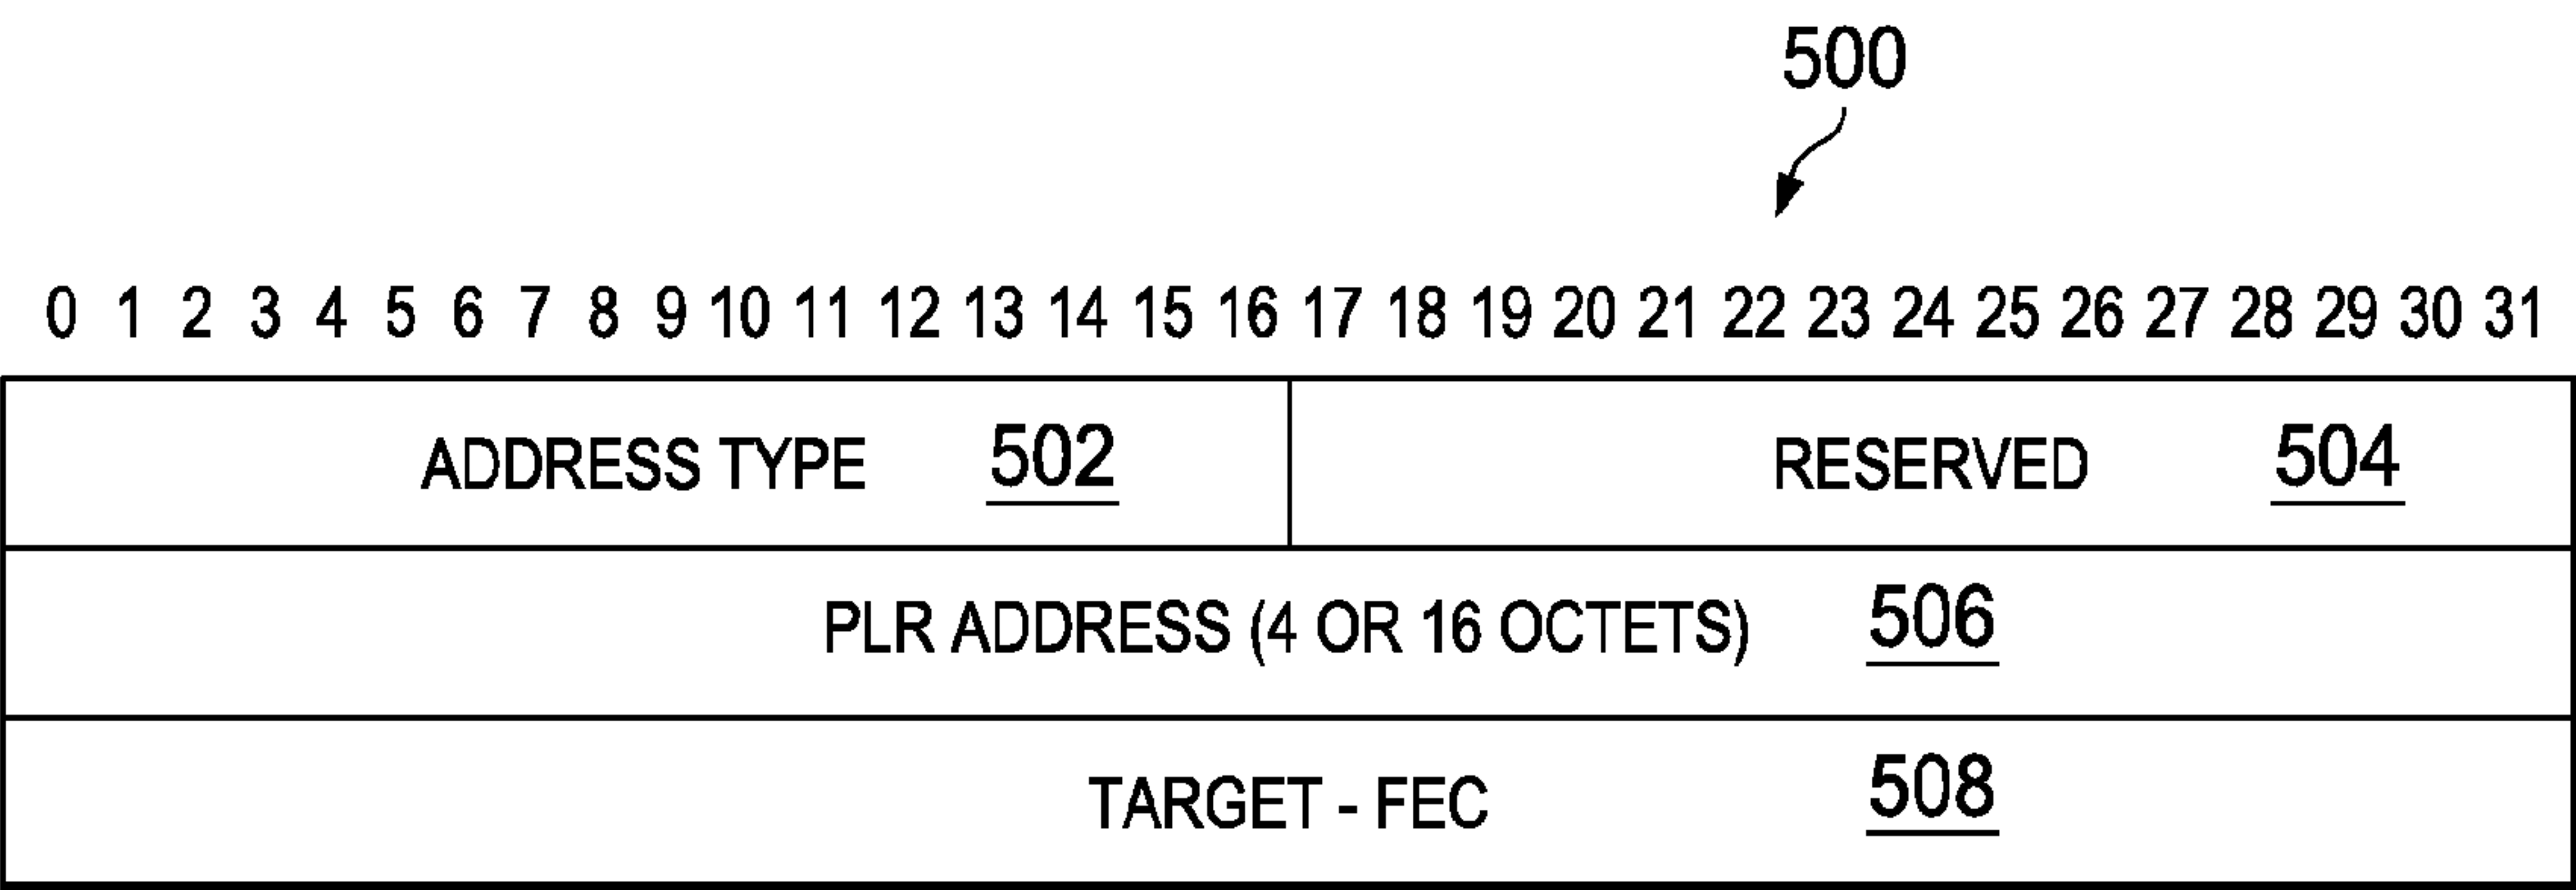 500
0 1 2 3 4 5 6 7 8 9 10 11 12 13 14 15 16 17 18 19 20 21 22 23 24 25 26 27 28 29 30 31
ADDRESS TYPE 502 RESERVED 504
PLR ADDRESS (4 OR 16 OCTETS) 506
TARGET - FEC 508